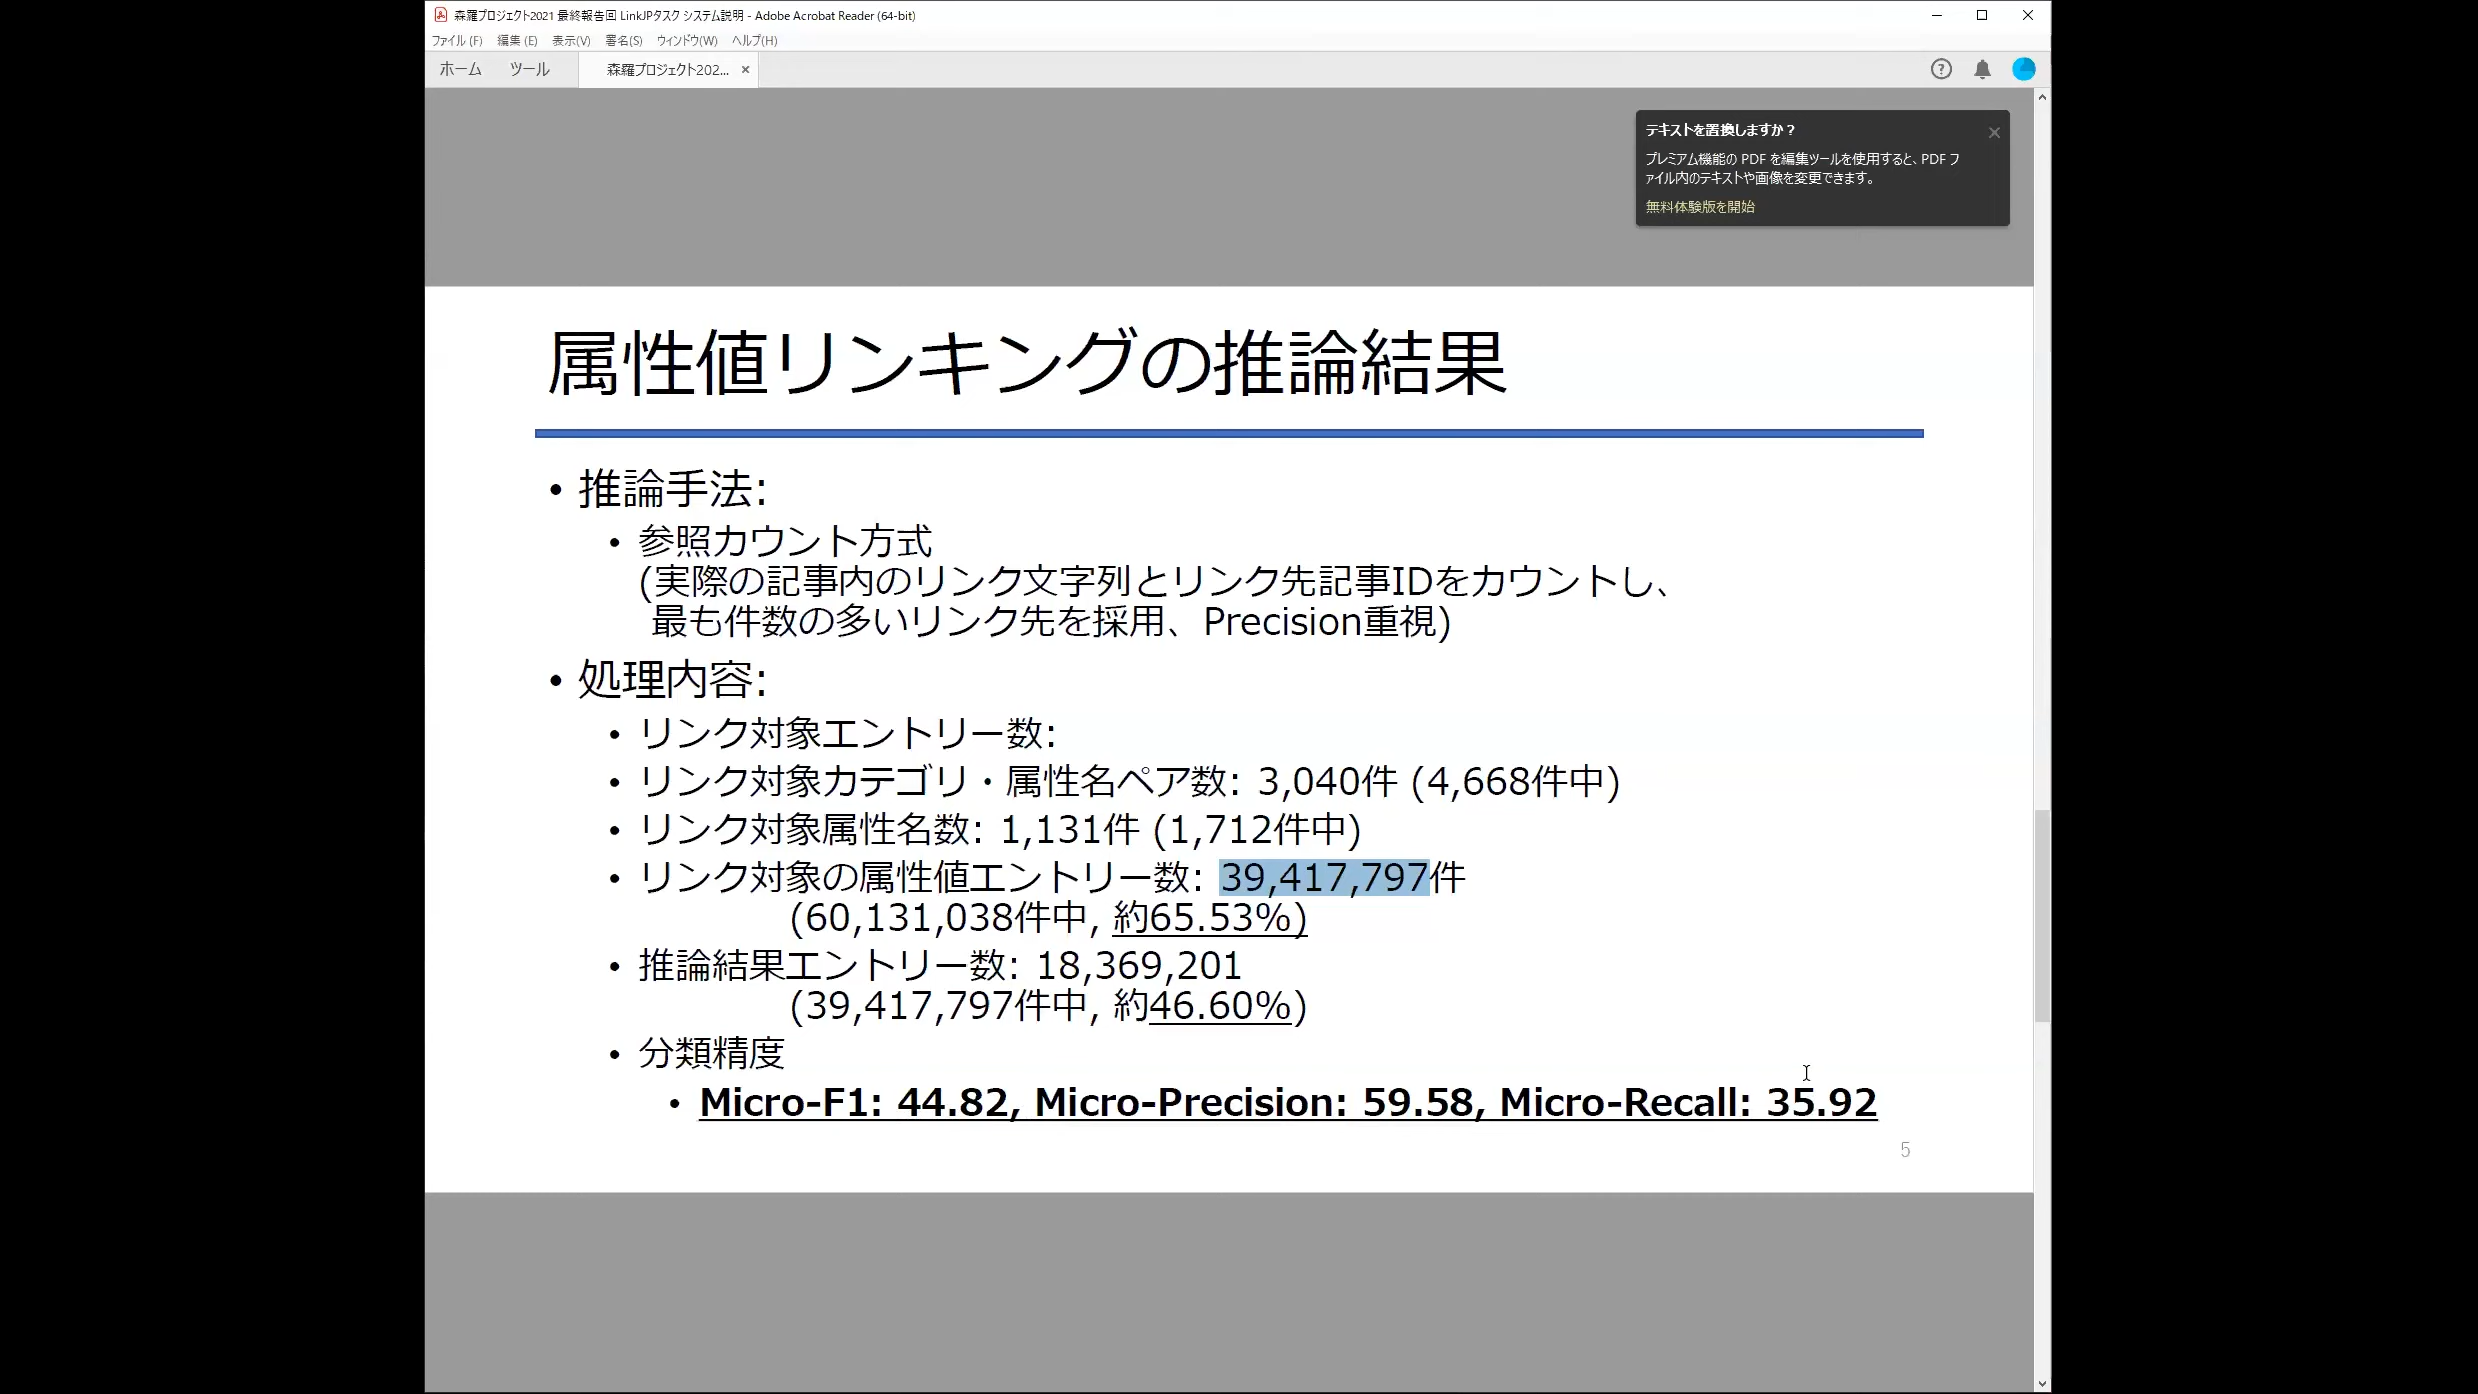 森羅プロジェクト2021 最終報告回 LinkJPタスク システム説明 - Adobe Acrobat Reader (64-bit)
ファイル(F) 編集(E) 表示(V) 署名(S) ウィンドウ(W) ヘルプ(H)
ホーム ツール 森羅プロジェクト202... ×
テキストを置換しますか？
プレミアム機能の PDF を編集ツールを使用すると、PDF フ
ァイル内のテキストや画像を変更できます。
無料体験版を開始
属性値リンキングの推論結果
• 推論手法:
• 参照カウント方式
(実際の記事内のリンク文字列とリンク先記事IDをカウントし、
最も件数の多いリンク先を採用、Precision重視)
• 処理内容:
• リンク対象エントリー数:
• リンク対象カテゴリ・属性名ペア数: 3,040件 (4,668件中)
• リンク対象属性名数: 1,131件 (1,712件中)
• リンク対象の属性値エントリー数: 39,417,797件
(60,131,038件中, 約65.53%)
• 推論結果エントリー数: 18,369,201
(39,417,797件中, 約46.60%)
• 分類精度
• Micro-F1: 44.82, Micro-Precision: 59.58, Micro-Recall: 35.92
5